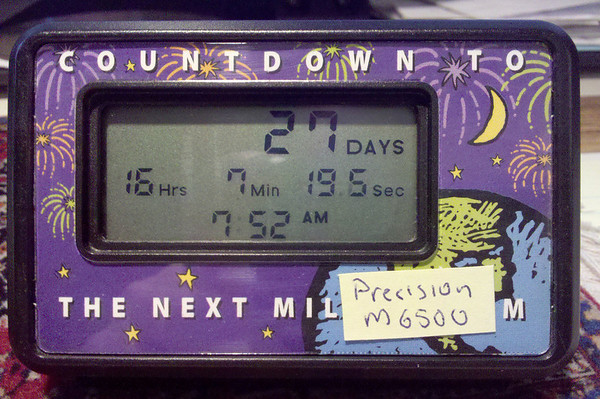 COUNTDOWN TO
27 DAYS
16 Hrs 7 Min 19.5 Sec
7:52 AM
THE NEXT MIL M
Precision
M6500